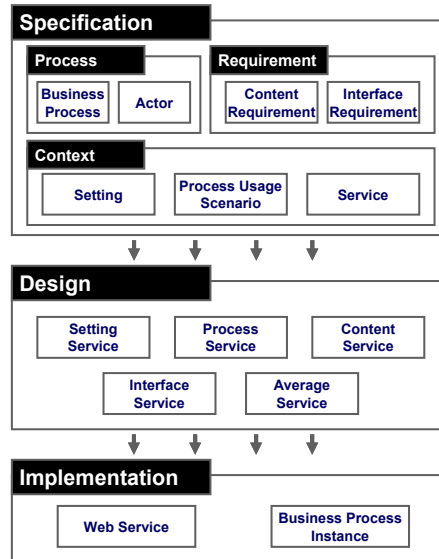 Specification
Process
Requirement
Business
Process
Actor
Content
Requirement
Interface
Requirement
Context
Setting
Process Usage
Scenario
Service
Design
Setting
Service
Process
Service
Content
Service
Interface
Service
Average
Service
Implementation
Web Service
Business Process
Instance